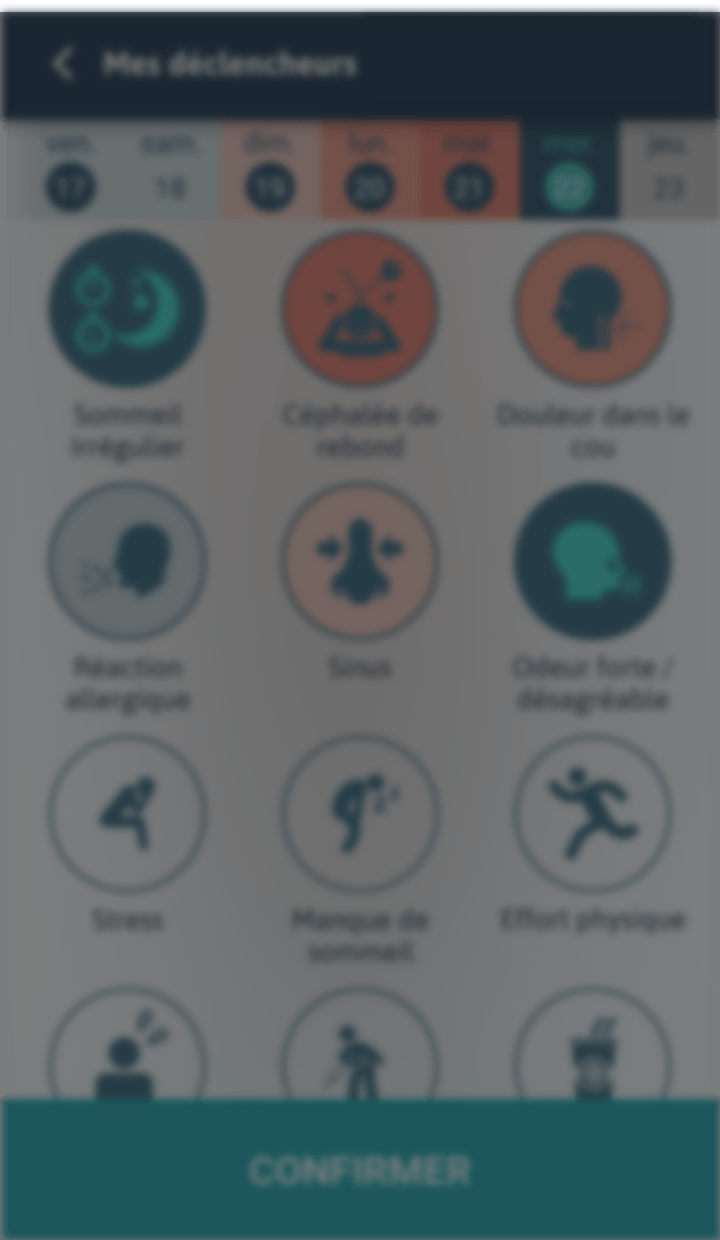 Mes déclencheurs
ven. sam. dim. lun. mar. mer. jeu.
17 18 19 20 21 22 23
Sommeil Céphalée de Douleur dans le
Irrégulier rebond cou
Réaction Sinus Odeur forte /
allergique désagréable
Stress Manque de Effort physique
sommeil
CONFIRMER